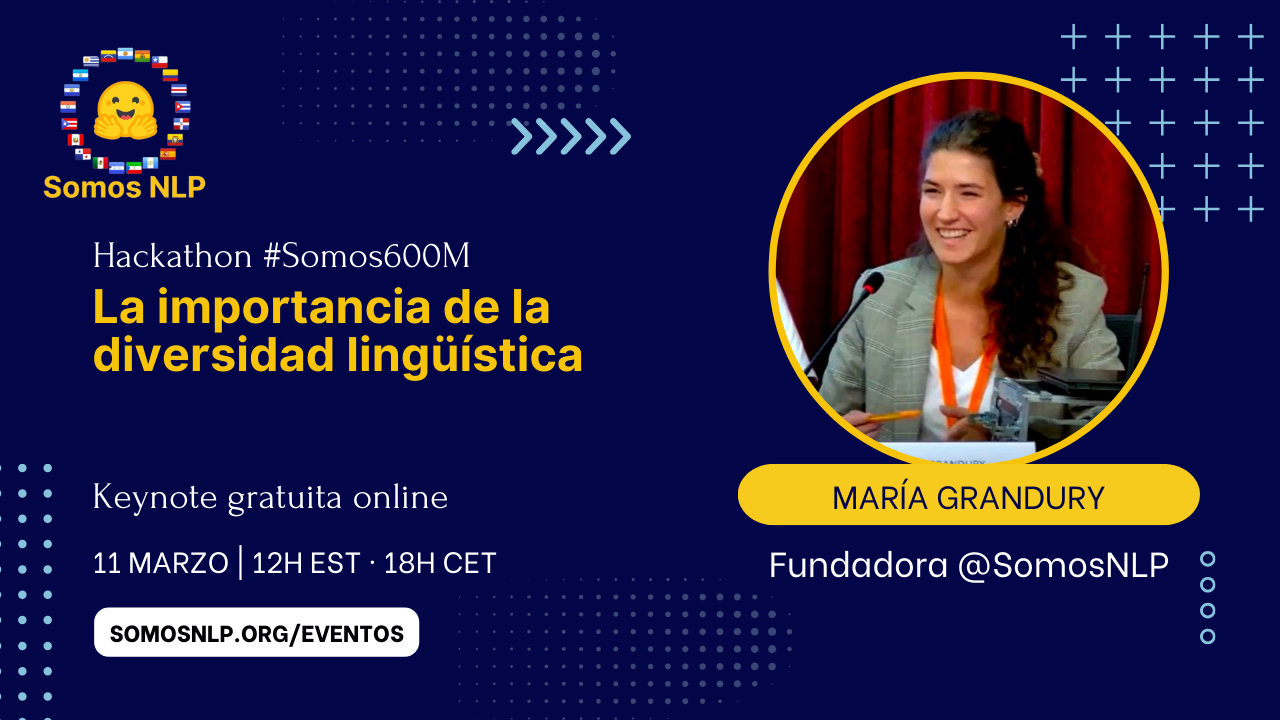 Somos NLP
Hackathon #Somos600M
La importancia de la
diversidad lingüística
Keynote gratuita online
11 MARZO | 12H EST · 18H CET
SOMOSNLP.ORG/EVENTOS
GRANDURY
MARÍA GRANDURY
Fundadora @SomosNLP